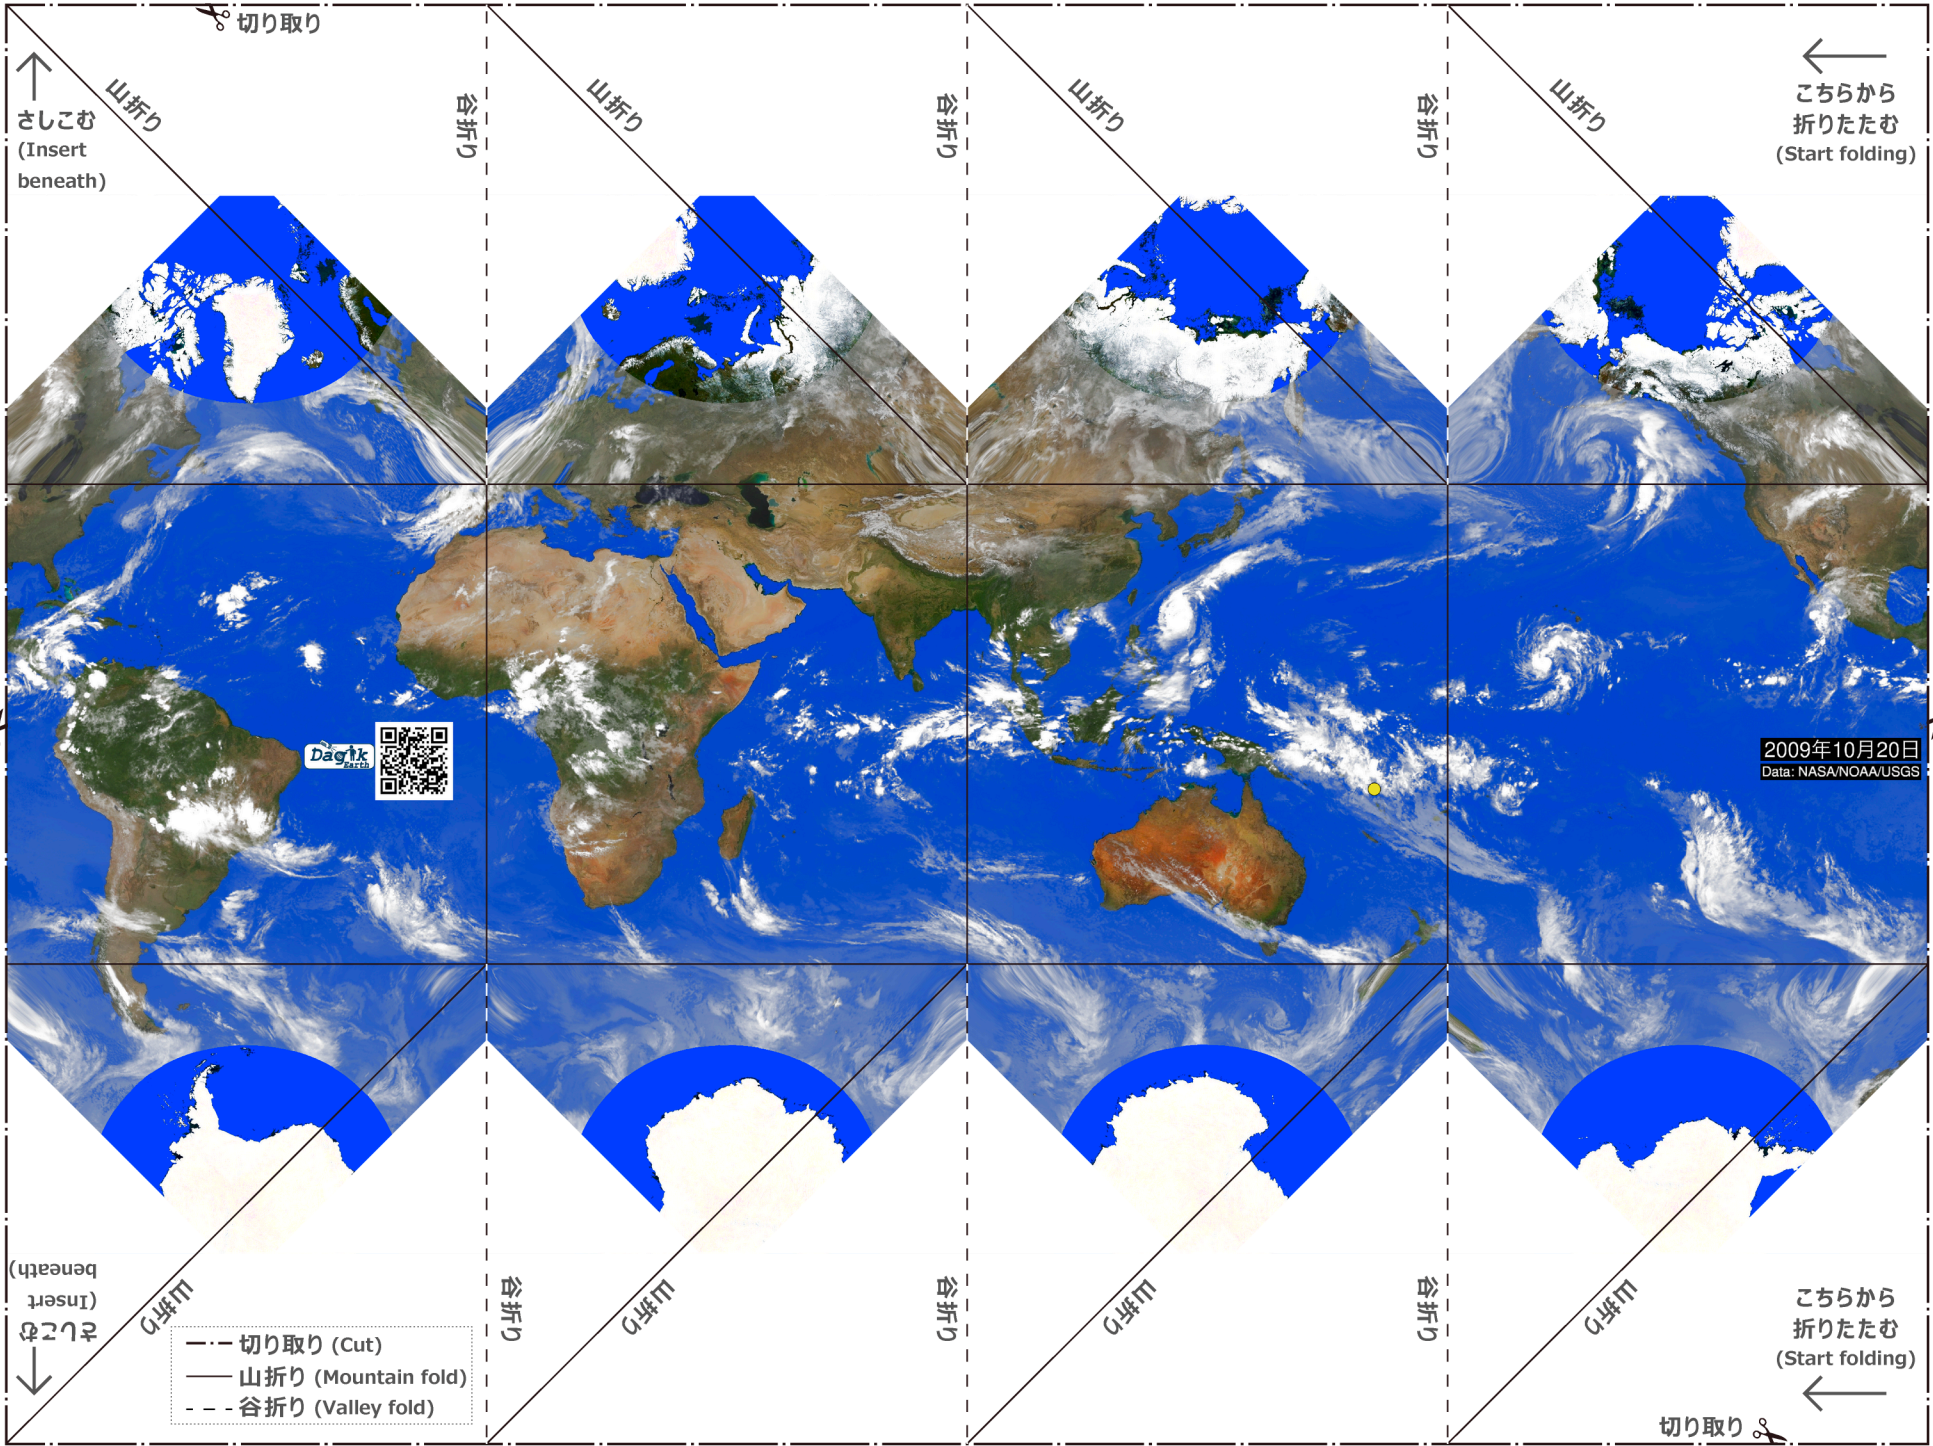 切り取り
山折り
谷折り
山折り
谷折り
山折り
谷折り
山折り
さしこむ
(Insert
beneath)
こちらから
折りたたむ
(Start folding)
Dagik
Earth
2009年10月20日
Data: NASA/NOAA/USGS
さしこむ
(Insert
beneath)
山折り
谷折り
山折り
谷折り
山折り
谷折り
山折り
こちらから
折りたたむ
(Start folding)
切り取り (Cut)
山折り (Mountain fold)
谷折り (Valley fold)
切り取り